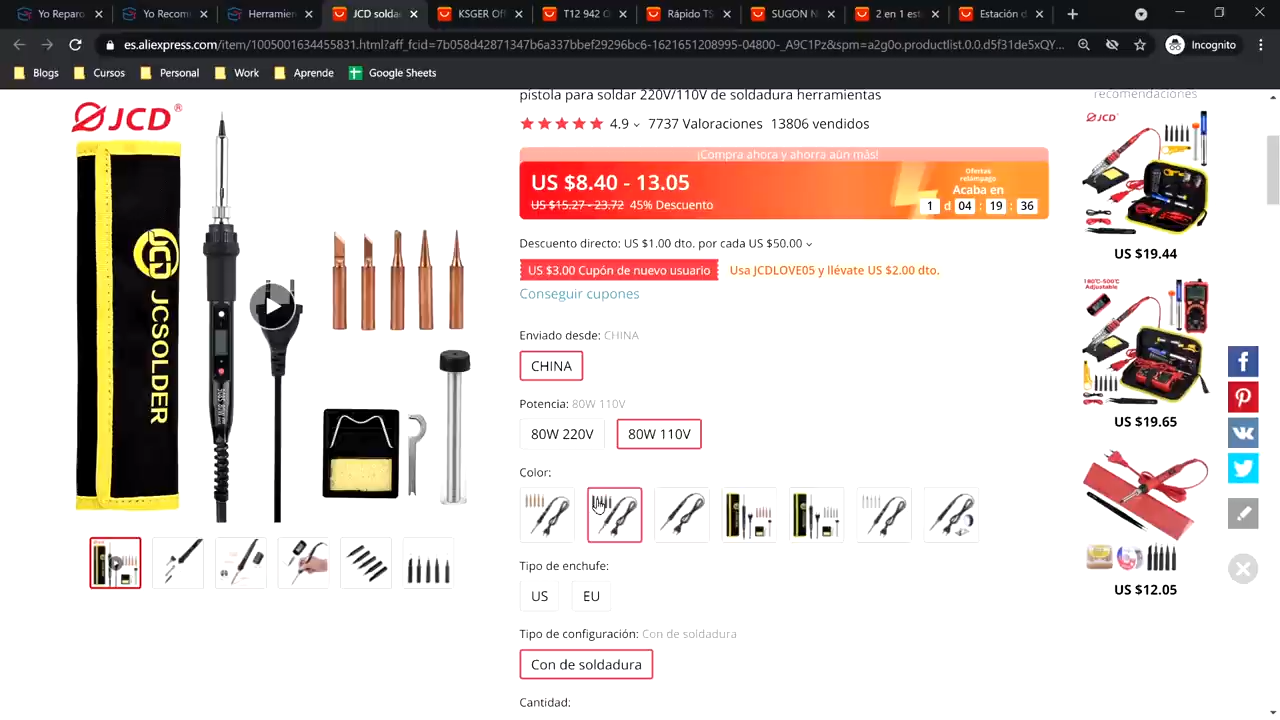 Yo Reparo
Yo Recom
Herramien
JCD solda
KSGER Off
T12 942 O
Rápido TS
SUGON N
2 en 1 est
Estación d
es.aliexpress.com/item/1005001634455831.html?aff_fcid=7b058d42871347b6a337bbef29296bc6-1621651208995-04800-_A9C1Pz&spm=a2g0o.productlist.0.0.d5f31de5xQY...
Incognito
Blogs
Cursos
Personal
Work
Aprende
Google Sheets
JCD®
JCD
JCSOLDER
908S 80W
pistola para soldar 220V/110V de soldadura herramientas
4.9
7737 Valoraciones
13806 vendidos
¡Compra ahora y ahorra aún más!
US $8.40 - 13.05
US $15.27 - 23.72
45% Descuento
Ofertas
relámpago
Acaba en
1 d 04 : 19 : 36
Descuento directo: US $1.00 dto. por cada US $50.00
US $3.00 Cupón de nuevo usuario
Usa JCDLOVE05 y llévate US $2.00 dto.
Conseguir cupones
Enviado desde: CHINA
CHINA
Potencia: 80W 110V
80W 220V
80W 110V
Color:
Tipo de enchufe:
US
EU
Tipo de configuración: Con de soldadura
Con de soldadura
Cantidad:
recomendaciones
JCD
US $19.44
180°C-500°C
Adjustable
US $19.65
US $12.05